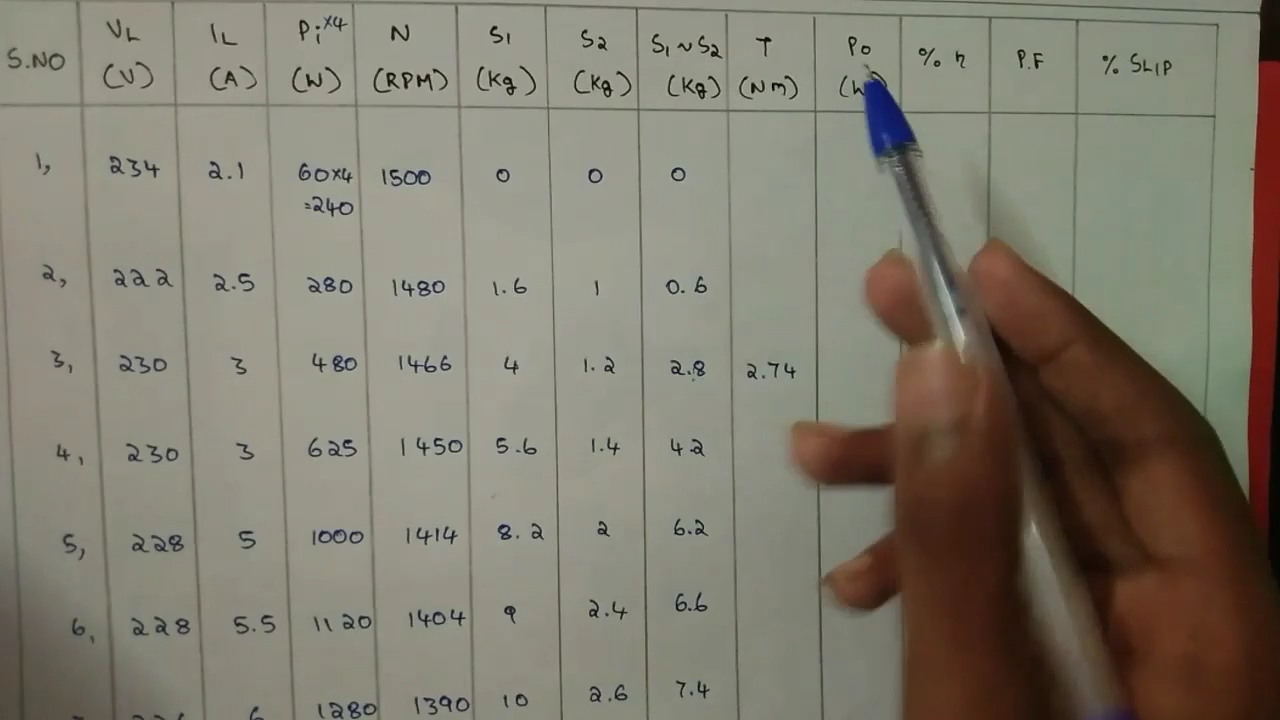 S.NO VL (V) IL (A) Pi ×4 (W) N (RPM) S1 (Kg) S2 (Kg) S1 ~ S2 (Kg) T (Nm) Po % η P.F % SLIP
1, 234 2.1 60×4 =240 1500 0 0 0
2, 222 2.5 280 1480 1.6 1 0.6
3, 230 3 480 1466 4 1.2 2.8 2.74
4, 230 3 625 1450 5.6 1.4 4.2
5, 228 5 1000 1414 8.2 2 6.2
6, 228 5.5 1120 1404 9 2.4 6.6
1280 1390 10 2.6 7.4